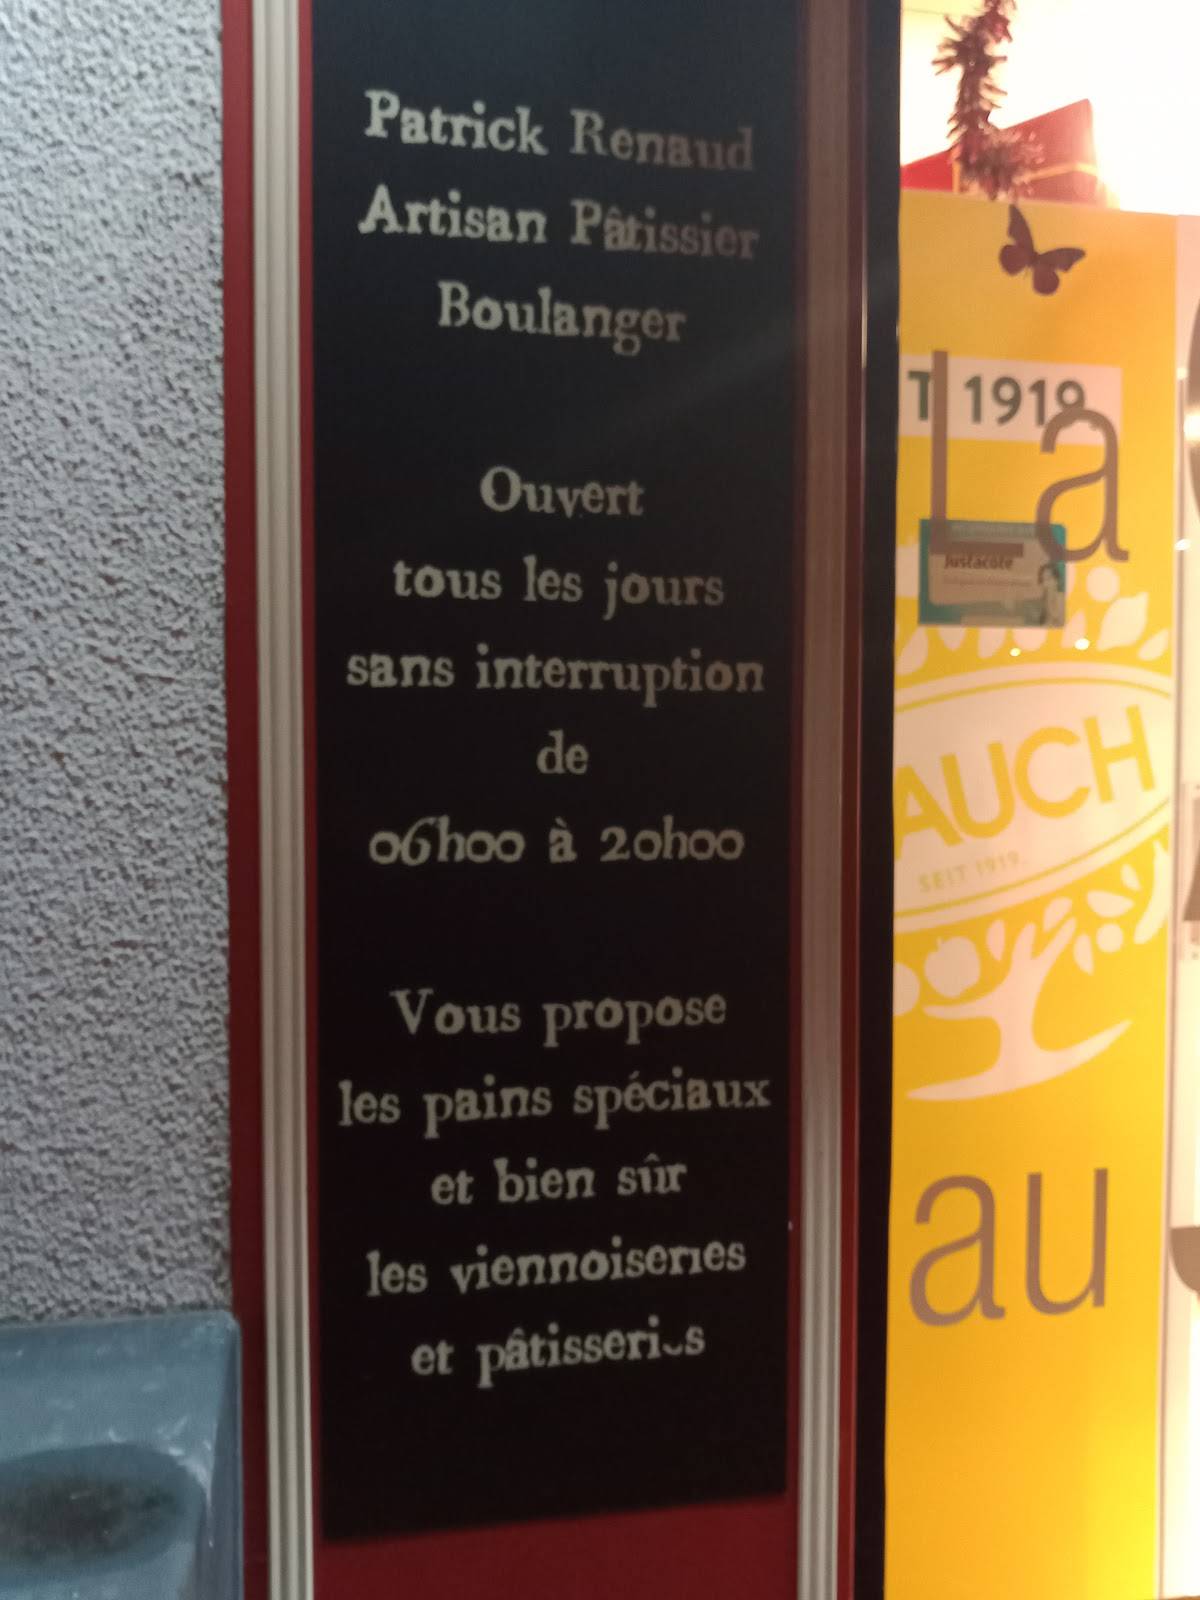 Patrick Renaud
Artisan Pâtissier
Boulanger
Ouvert
tous les jours
sans interruption
de
06h00 à 20h00
Vous propose
les pains spéciaux
et bien sûr
les viennoiseries
et pâtisseries
T 1919
La
Justacoté
AUCH
SEIT 1919
au